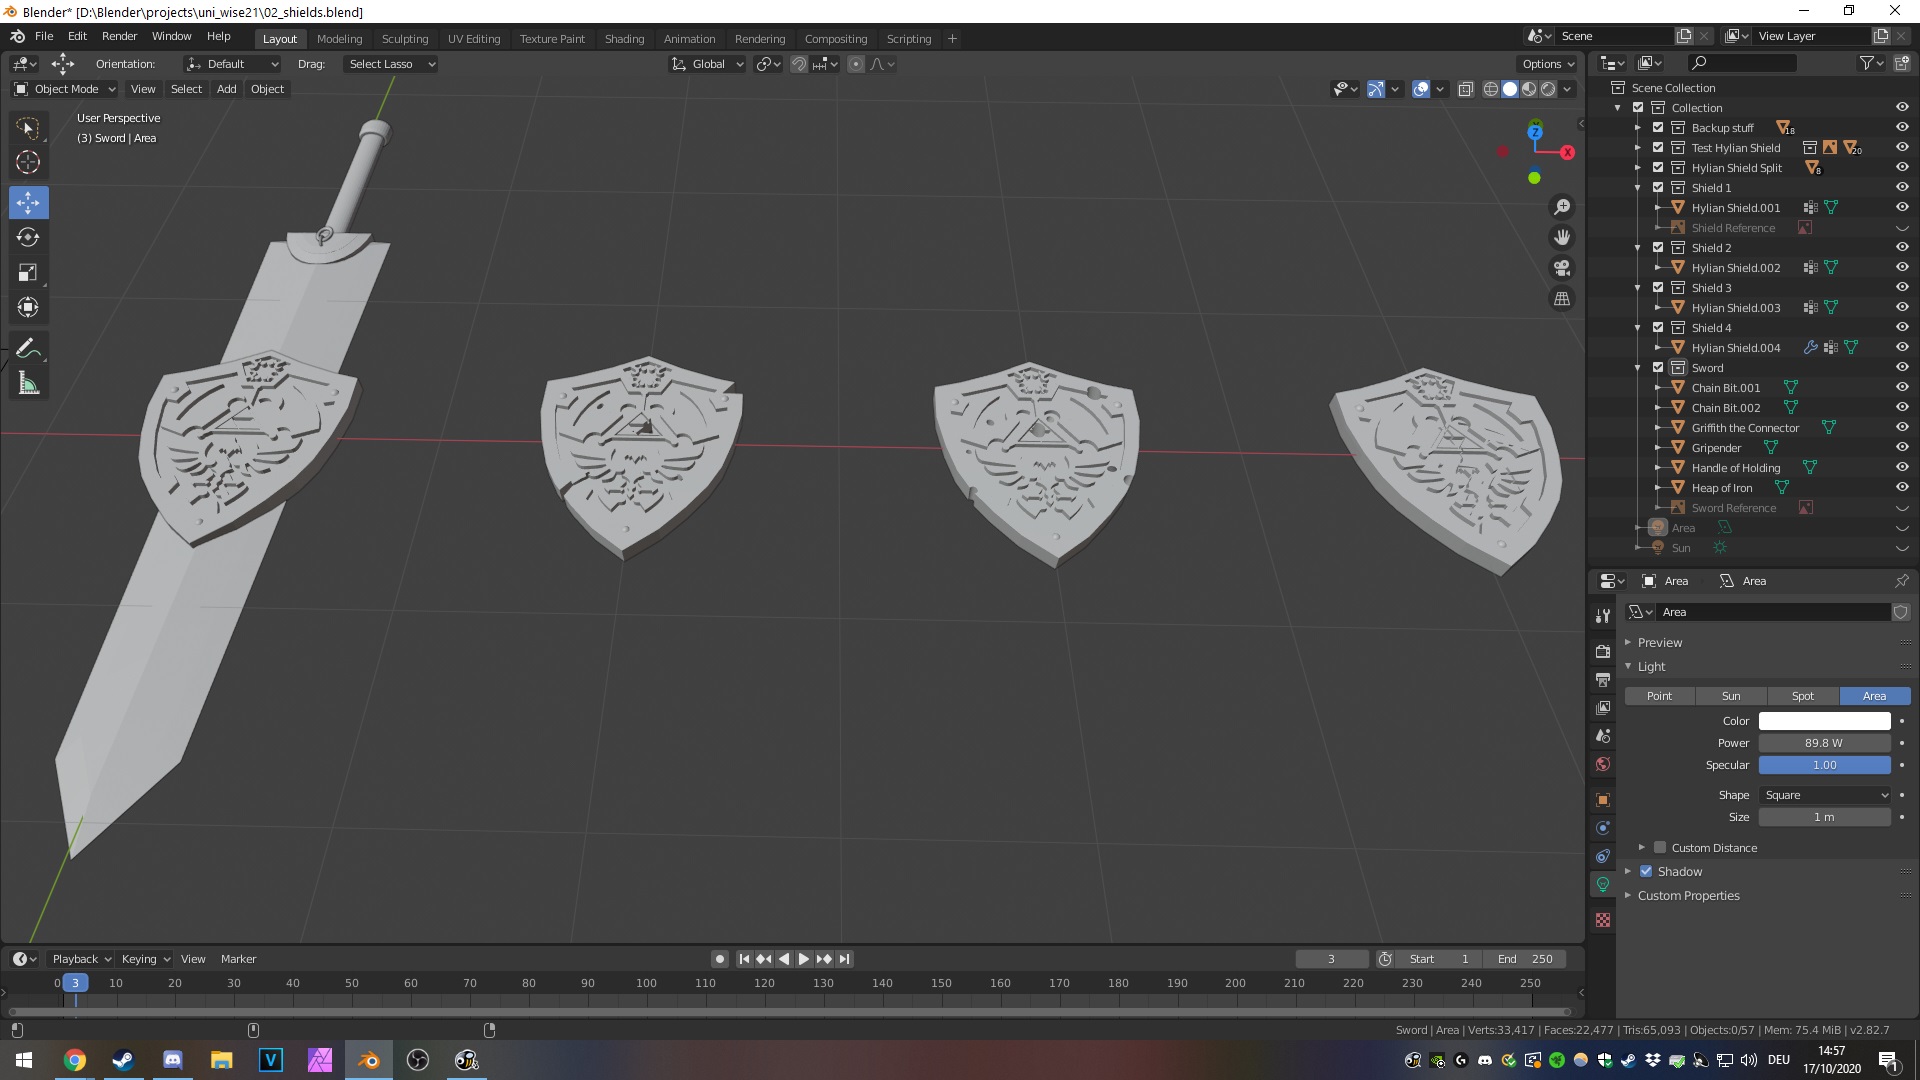 Blender* [D:\Blender\projects\uni_wise21\02_shields.blend]
File Edit Render Window Help
Layout Modeling Sculpting UV Editing Texture Paint Shading Animation Rendering Compositing Scripting +
Scene
View Layer
Orientation: Default Drag: Select Lasso
Global
Options
Object Mode View Select Add Object
User Perspective
(3) Sword | Area
Z
X
Scene Collection
Collection
Backup stuff 18
Test Hylian Shield 20
Hylian Shield Split 8
Shield 1
Hylian Shield.001
Shield Reference
Shield 2
Hylian Shield.002
Shield 3
Hylian Shield.003
Shield 4
Hylian Shield.004
Sword
Chain Bit.001
Chain Bit.002
Griffith the Connector
Gripender
Handle of Holding
Heap of Iron
Sword Reference
Area
Sun
Area Area
Area
Preview
Light
Point Sun Spot Area
Color
Power 89.8 W
Specular 1.00
Shape Square
Size 1 m
Custom Distance
Shadow
Custom Properties
Playback Keying View Marker
3 Start 1 End 250
0 3 10 20 30 40 50 60 70 80 90 100 110 120 130 140 150 160 170 180 190 200 210 220 230 240 250
Sword | Area | Verts:33,417 | Faces:22,477 | Tris:65,093 | Objects:0/57 | Mem: 75.4 MiB | v2.82.7
DEU
14:57
17/10/2020
1